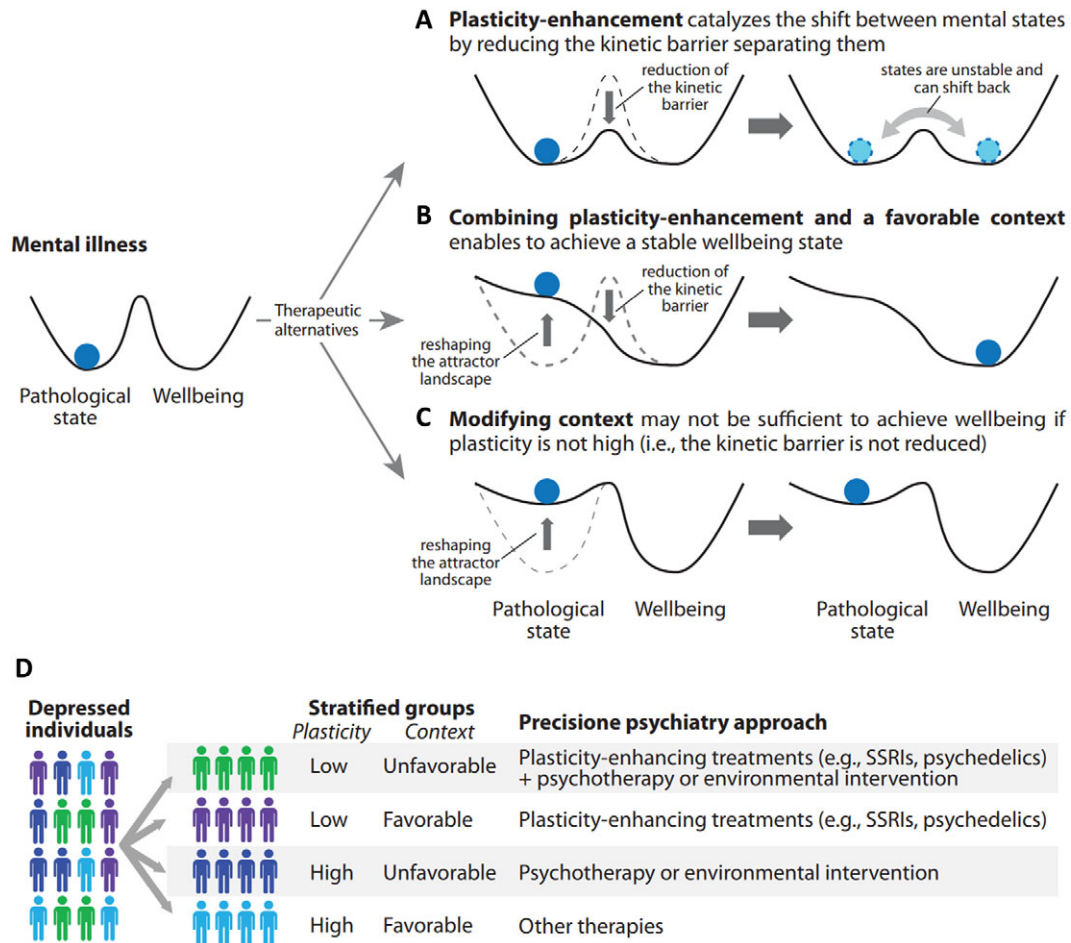 A Plasticity-enhancement catalyzes the shift between mental states
by reducing the kinetic barrier separating them
reduction of
the kinetic
barrier
states are unstable and
can shift back
B Combining plasticity-enhancement and a favorable context
enables to achieve a stable wellbeing state
Mental illness
reduction of
the kinetic
barrier
Therapeutic
alternatives
reshaping
the attractor
landscape
Pathological
state
Wellbeing
C Modifying context may not be sufficient to achieve wellbeing if
plasticity is not high (i.e., the kinetic barrier is not reduced)
reshaping
the attractor
landscape
Pathological
state
Wellbeing
Pathological
state
Wellbeing
D
Depressed
individuals
Stratified groups
Plasticity Context
Precisione psychiatry approach
Low Unfavorable Plasticity-enhancing treatments (e.g., SSRIs, psychedelics)
+ psychotherapy or environmental intervention
Low Favorable Plasticity-enhancing treatments (e.g., SSRIs, psychedelics)
High Unfavorable Psychotherapy or environmental intervention
High Favorable Other therapies